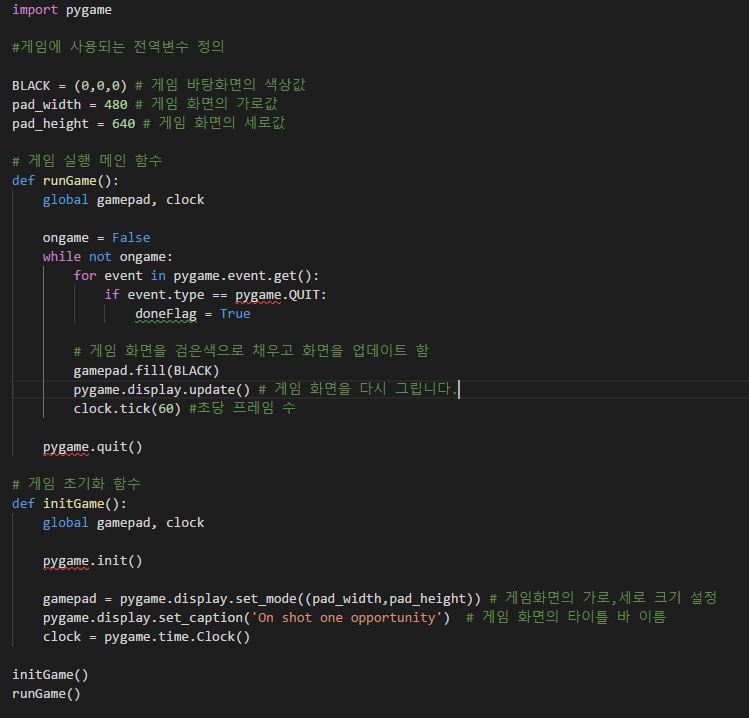 import pygame
#게임에 사용되는 전역변수 정의
BLACK = (0,0,0) # 게임 바탕화면의 색상값
pad_width = 480 # 게임 화면의 가로값
pad_height = 640 # 게임 화면의 세로값
# 게임 실행 메인 함수
def runGame():
    global gamepad, clock
    ongame = False
    while not ongame:
        for event in pygame.event.get():
            if event.type == pygame.QUIT:
                doneFlag = True
        # 게임 화면을 검은색으로 채우고 화면을 업데이트 함
        gamepad.fill(BLACK)
        pygame.display.update() # 게임 화면을 다시 그립니다.
        clock.tick(60) #초당 프레임 수
    pygame.quit()
# 게임 초기화 함수
def initGame():
    global gamepad, clock
    pygame.init()
    gamepad = pygame.display.set_mode((pad_width,pad_height)) # 게임화면의 가로,세로 크기 설정
    pygame.display.set_caption('On shot one opportunity')  # 게임 화면의 타이틀 바 이름
    clock = pygame.time.Clock()
initGame()
runGame()